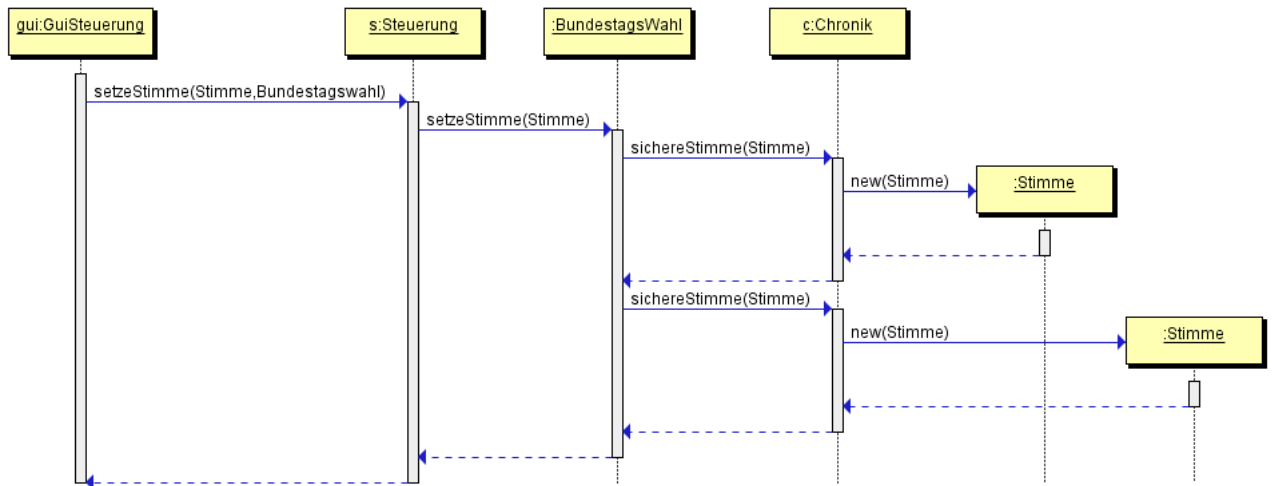 gui:GuiSteuerung
s:Steuerung
:BundestagsWahl
c:Chronik
setzeStimme(Stimme,Bundestagswahl)
setzeStimme(Stimme)
sichereStimme(Stimme)
new(Stimme)
:Stimme
sichereStimme(Stimme)
new(Stimme)
:Stimme